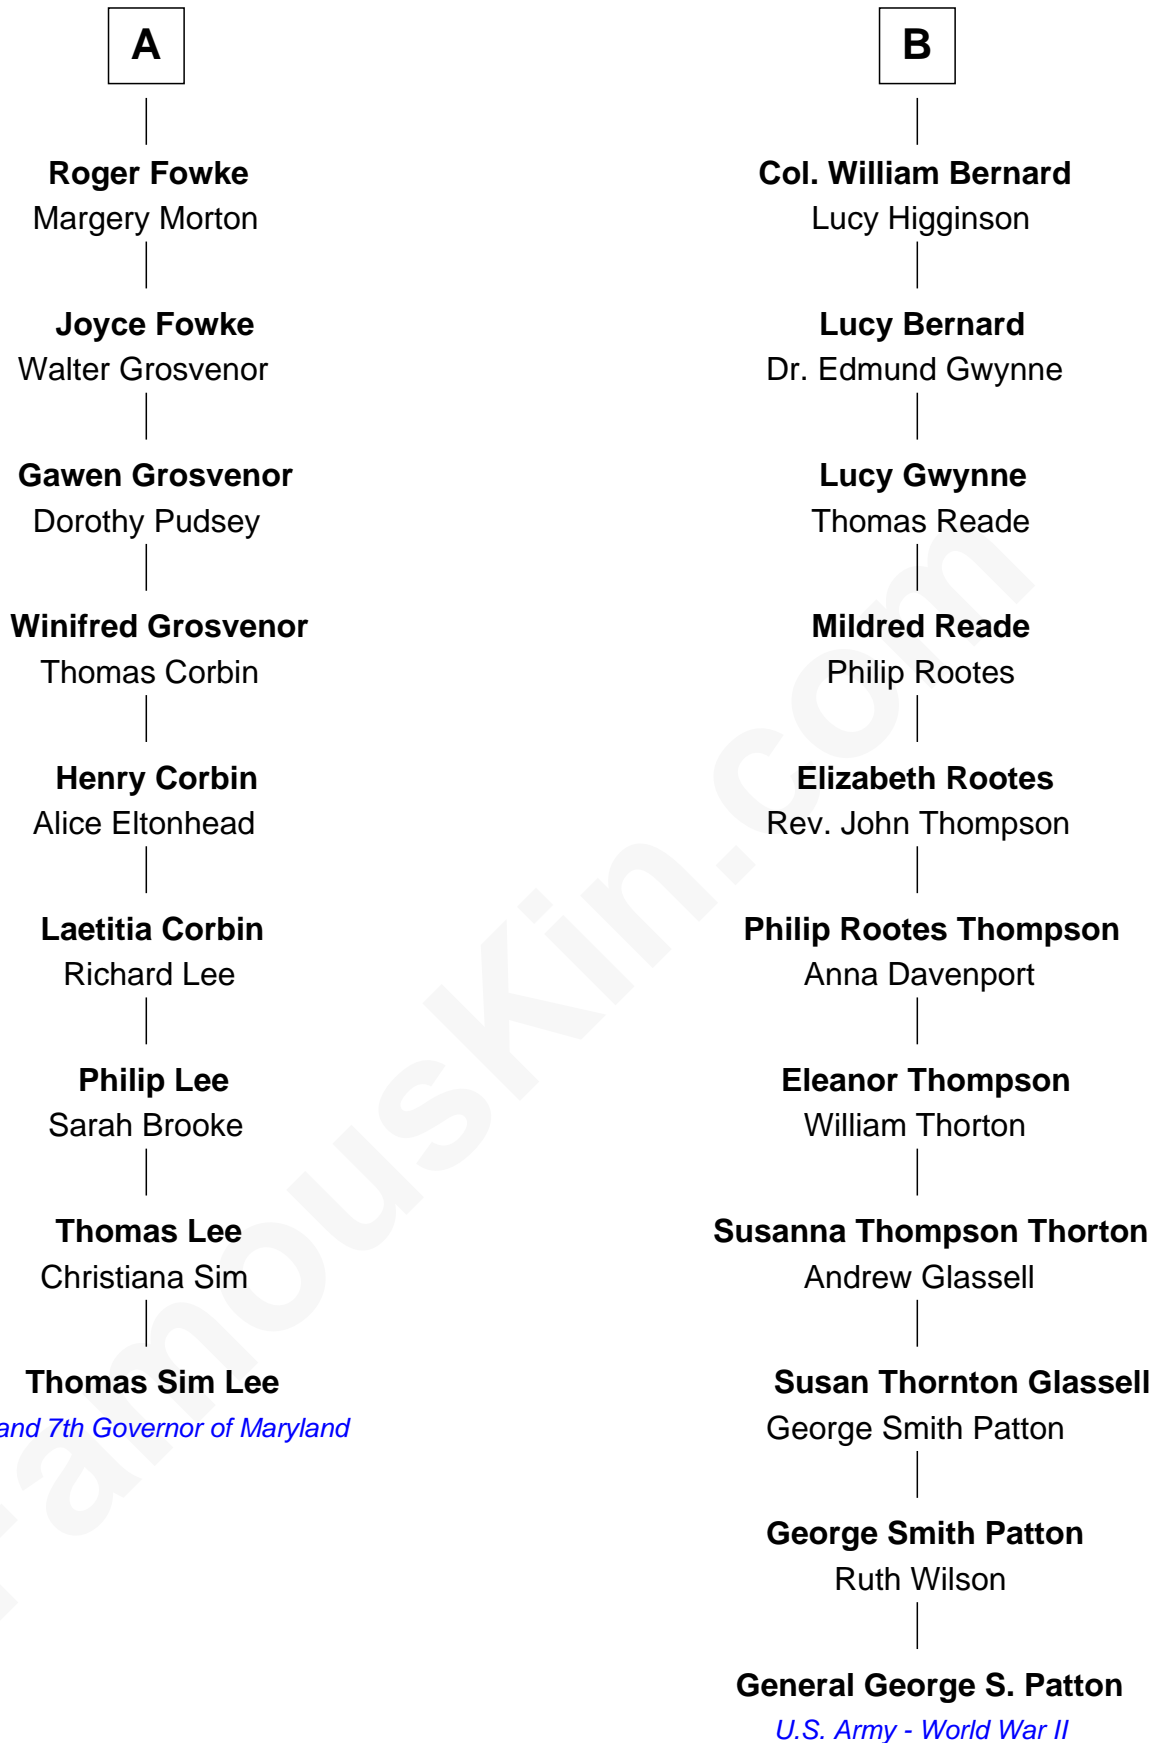 A
Roger Fowke
Margery Morton
Joyce Fowke
Walter Grosvenor
Gawen Grosvenor
Dorothy Pudsey
Winifred Grosvenor
Thomas Corbin
Henry Corbin
Alice Eltonhead
Laetitia Corbin
Richard Lee
Philip Lee
Sarah Brooke
Thomas Lee
Christiana Sim
Thomas Sim Lee
and 7th Governor of Maryland
B
Col. William Bernard
Lucy Higginson
Lucy Bernard
Dr. Edmund Gwynne
Lucy Gwynne
Thomas Reade
Mildred Reade
Philip Rootes
Elizabeth Rootes
Rev. John Thompson
Philip Rootes Thompson
Anna Davenport
Eleanor Thompson
William Thorton
Susanna Thompson Thorton
Andrew Glassell
Susan Thornton Glassell
George Smith Patton
George Smith Patton
Ruth Wilson
General George S. Patton
U.S. Army - World War II
FamousKin.com